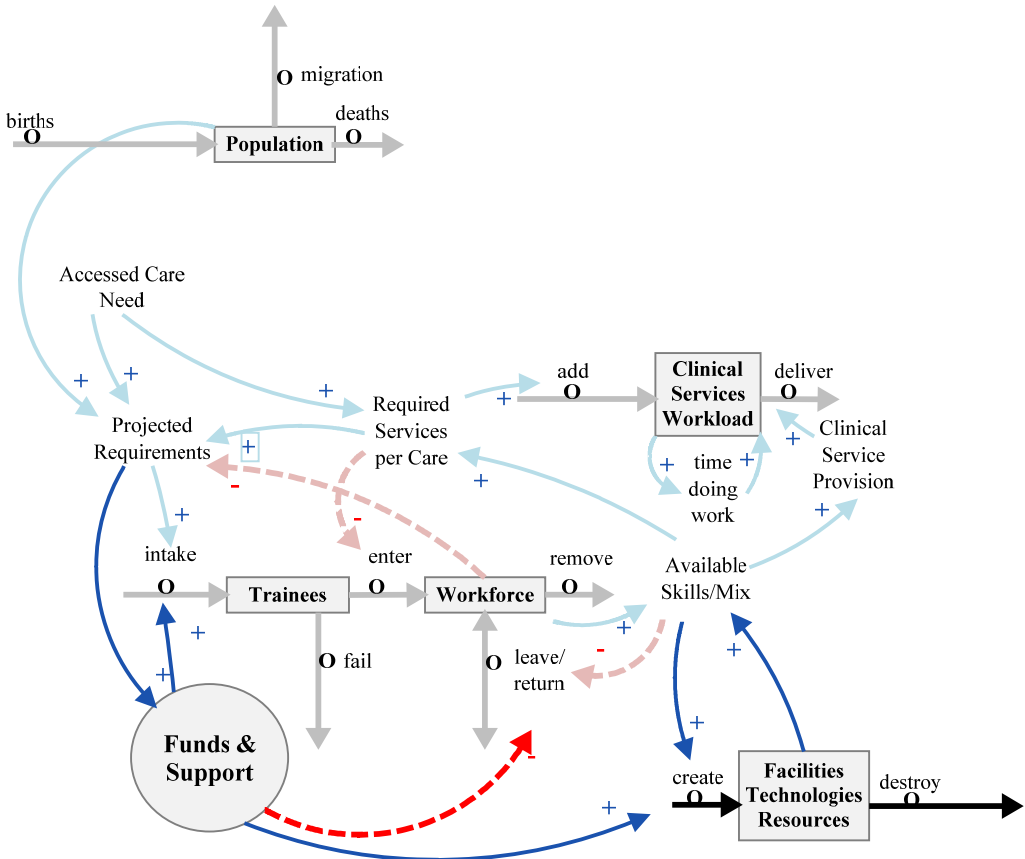 migration
births
O
O
deaths
O
Population
Accessed Care
Need
+
+
+
Projected
Requirements
Required
Services
per Care
+
+
add
O
Clinical
Services
Workload
deliver
O
+
Clinical
Service
Provision
+
time
doing
work
+
+
+
-
-
+
intake
O
Trainees
enter
O
Workforce
remove
O
Available
Skills/Mix
+
+
+
O fail
O
leave/
return
-
+
+
Funds &
Support
-
+
create
O
Facilities
Technologies
Resources
destroy
O
+